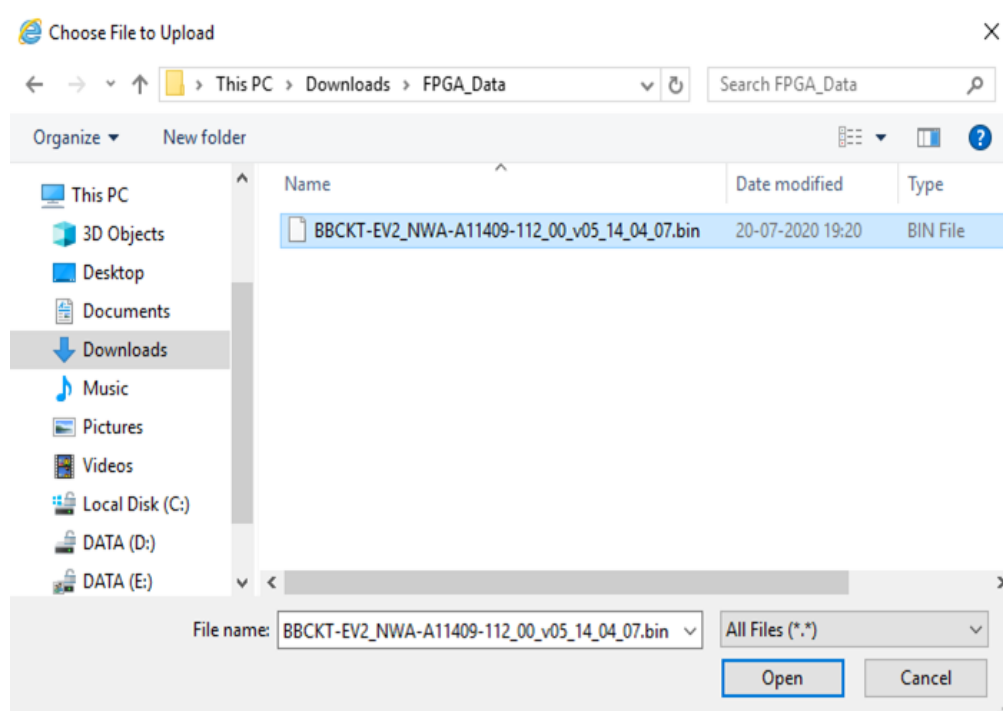 Choose File to Upload
This PC > Downloads > FPGA_Data
Search FPGA_Data
Organize
New folder
Name
Date modified
Type
BBCKT-EV2_NWA-A11409-112_00_v05_14_04_07.bin
20-07-2020 19:20
BIN File
This PC
3D Objects
Desktop
Documents
Downloads
Music
Pictures
Videos
Local Disk (C:)
DATA (D:)
DATA (E:)
File name:
BBCKT-EV2_NWA-A11409-112_00_v05_14_04_07.bin
All Files (*.*)
Open
Cancel